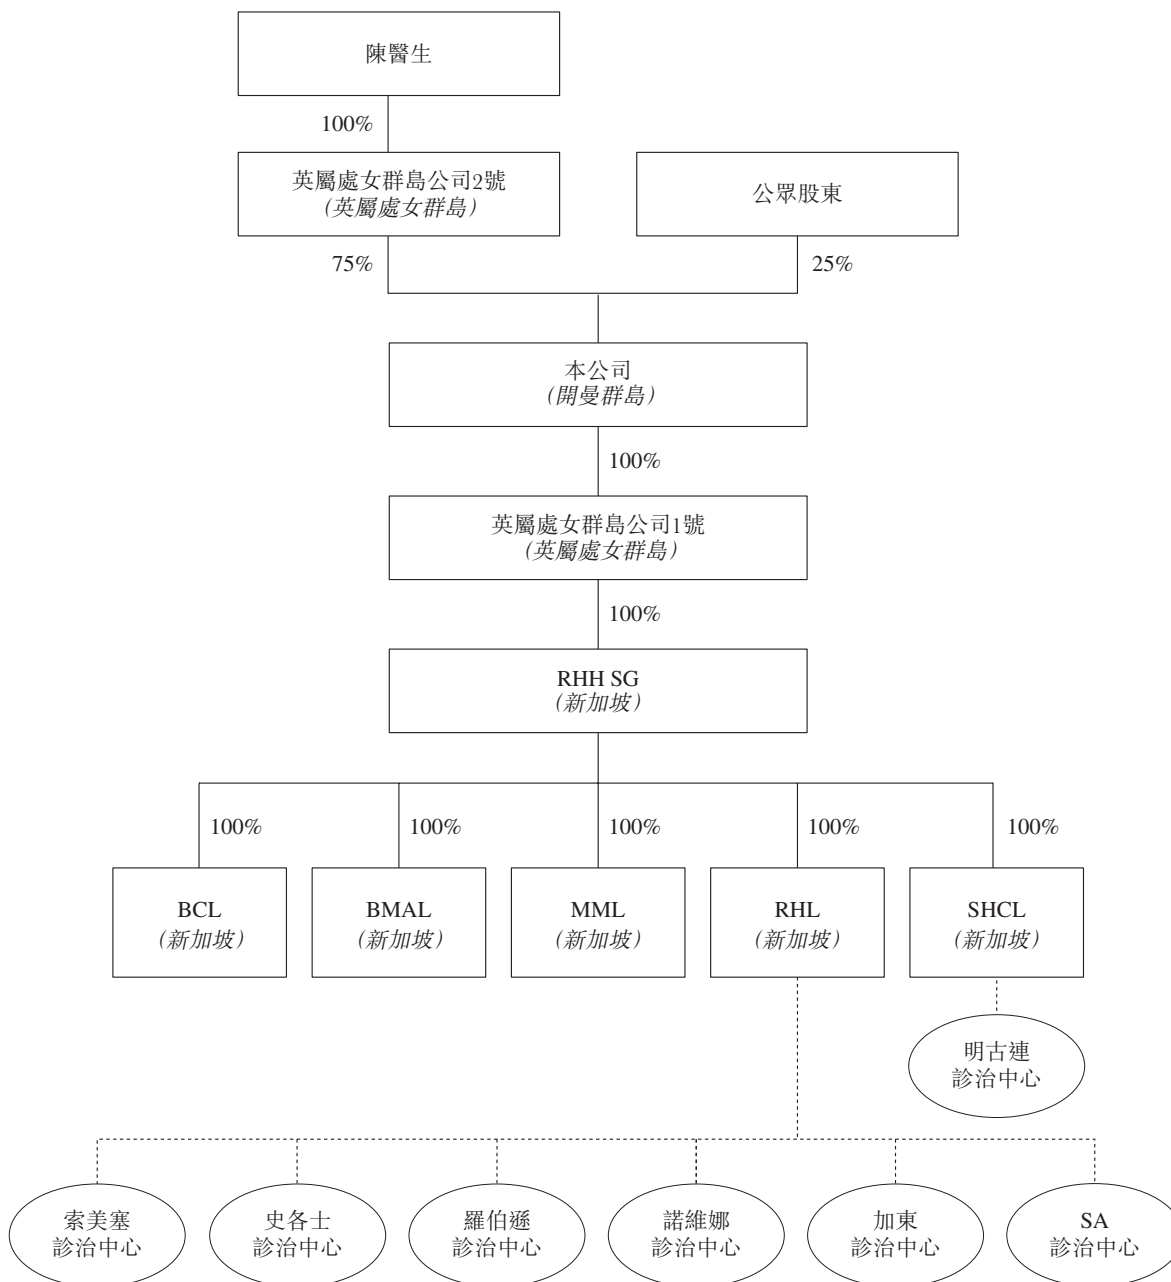 陳醫生
100%
英屬處女群島公司2號
（英屬處女群島）
公眾股東
75%
25%
本公司
（開曼群島）
100%
英屬處女群島公司1號
（英屬處女群島）
100%
RHH SG
（新加坡）
100%
100%
100%
100%
100%
BCL
（新加坡）
BMAL
（新加坡）
MML
（新加坡）
RHL
（新加坡）
SHCL
（新加坡）
明古連
診治中心
索美塞
診治中心
史各士
診治中心
羅伯遜
診治中心
諾維娜
診治中心
加東
診治中心
SA
診治中心